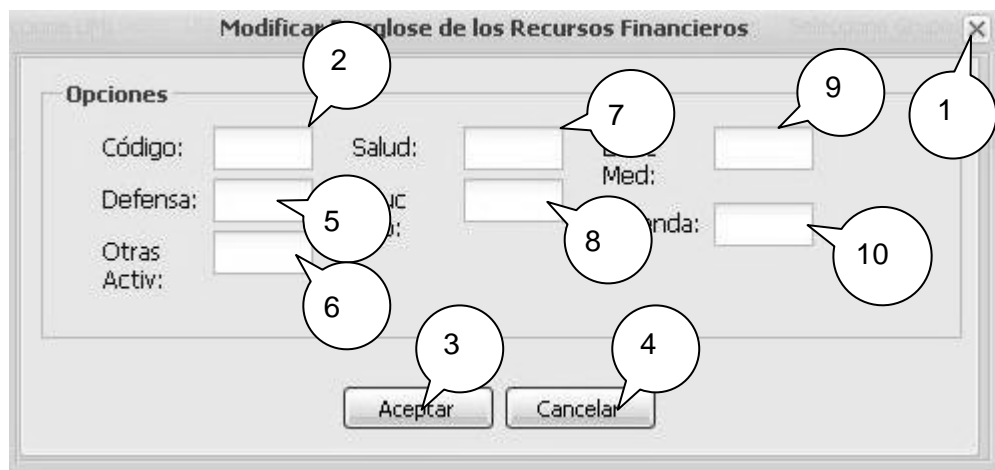 Modificar glose de los Recursos Financieros
1
2
9
Opciones
7
Código:
Salud:
Med:
Defensa:
5
uc
8
10
Otras
Activ:
6
3
4
Aceptar
Cancelar